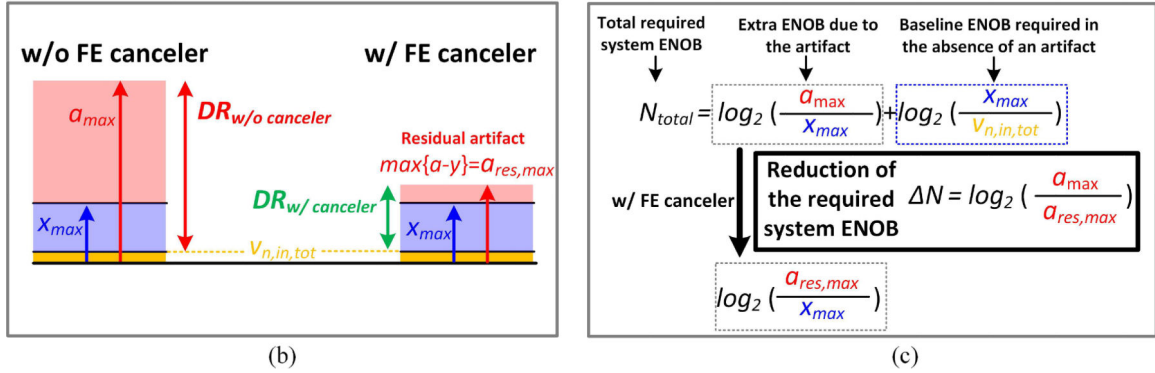 w/o FE canceler
w/ FE canceler
a_max
DR_w/o canceler
Residual artifact
max{a-y}=a_res,max
DR_w/ canceler
x_max
x_max
v_n,in,tot
(b)
Total required
system ENOB
Extra ENOB due to
the artifact
Baseline ENOB required in
the absence of an artifact
N_total = log_2 ( a_max / x_max ) + log_2 ( x_max / v_n,in,tot )
w/ FE canceler
Reduction of
the required
system ENOB
ΔN = log_2 ( a_max / a_res,max )
log_2 ( a_res,max / x_max )
(c)